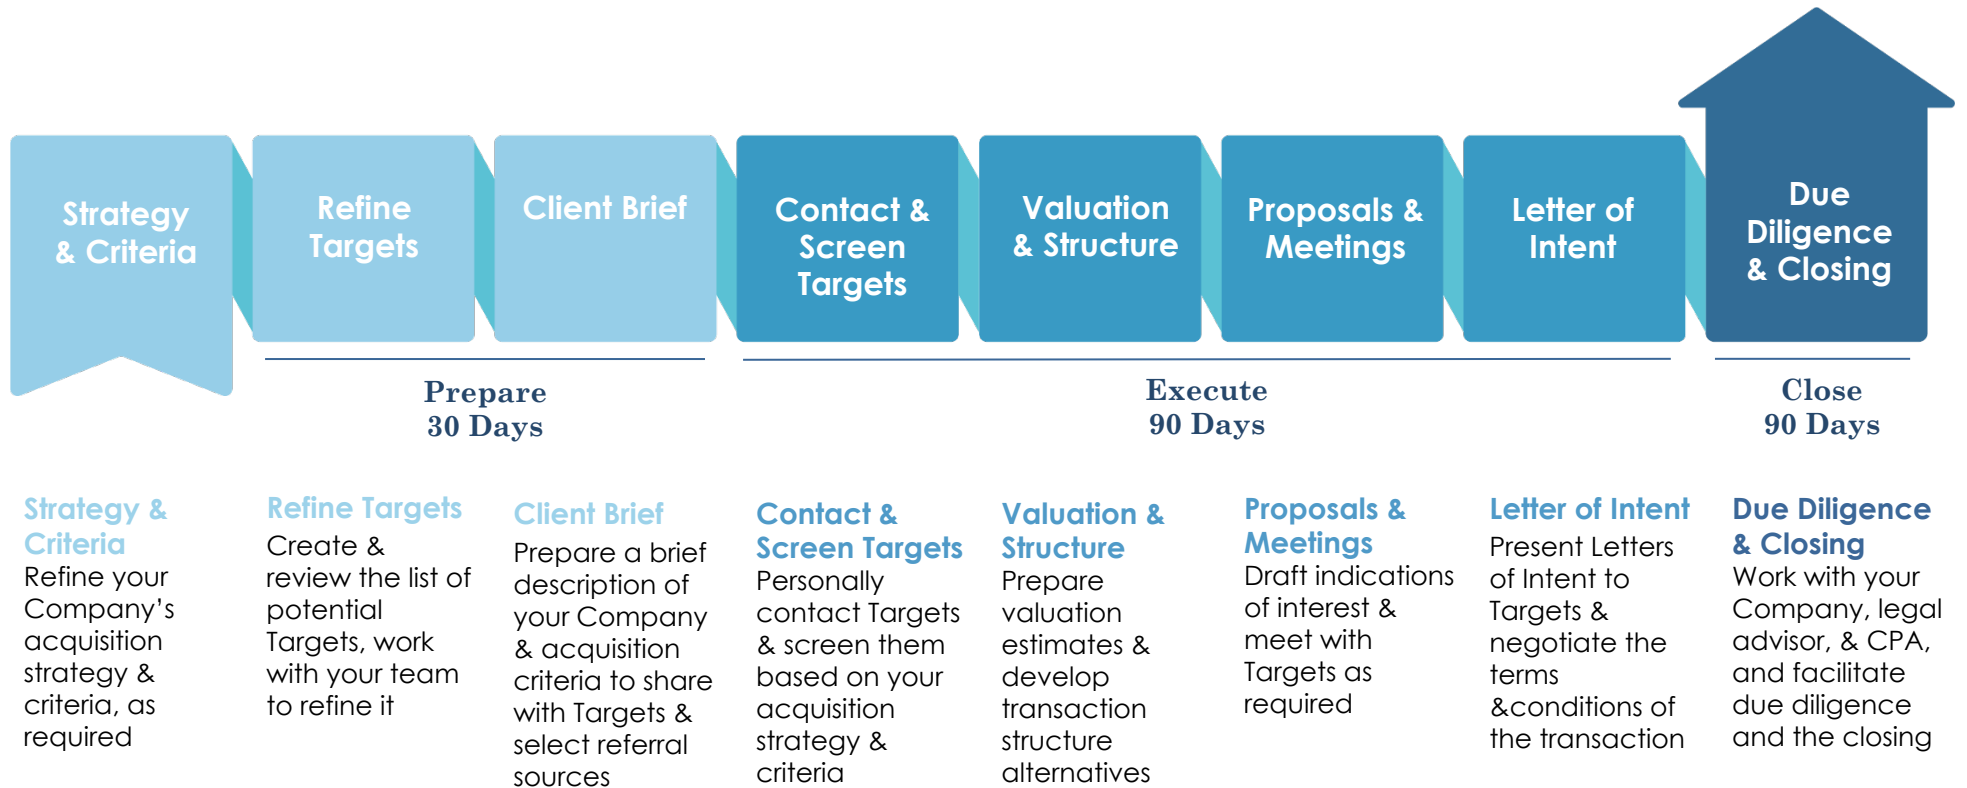 Strategy
& Criteria
Refine
Targets
Client Brief
Contact &
Screen
Targets
Valuation
& Structure
Proposals &
Meetings
Letter of
Intent
Due
Diligence
& Closing
Prepare
30 Days
Execute
90 Days
Close
90 Days
Strategy &
Criteria
Refine your
Company’s
acquisition
strategy &
criteria, as
required
Refine Targets
Create &
review the list of
potential
Targets, work
with your team
to refine it
Client Brief
Prepare a brief
description of
your Company
& acquisition
criteria to share
with Targets &
select referral
sources
Contact &
Screen Targets
Personally
contact Targets
& screen them
based on your
acquisition
strategy &
criteria
Valuation &
Structure
Prepare
valuation
estimates &
develop
transaction
structure
alternatives
Proposals &
Meetings
Draft indications
of interest &
meet with
Targets as
required
Letter of Intent
Present Letters
of Intent to
Targets &
negotiate the
terms
&conditions of
the transaction
Due Diligence
& Closing
Work with your
Company, legal
advisor, & CPA,
and facilitate
due diligence
and the closing